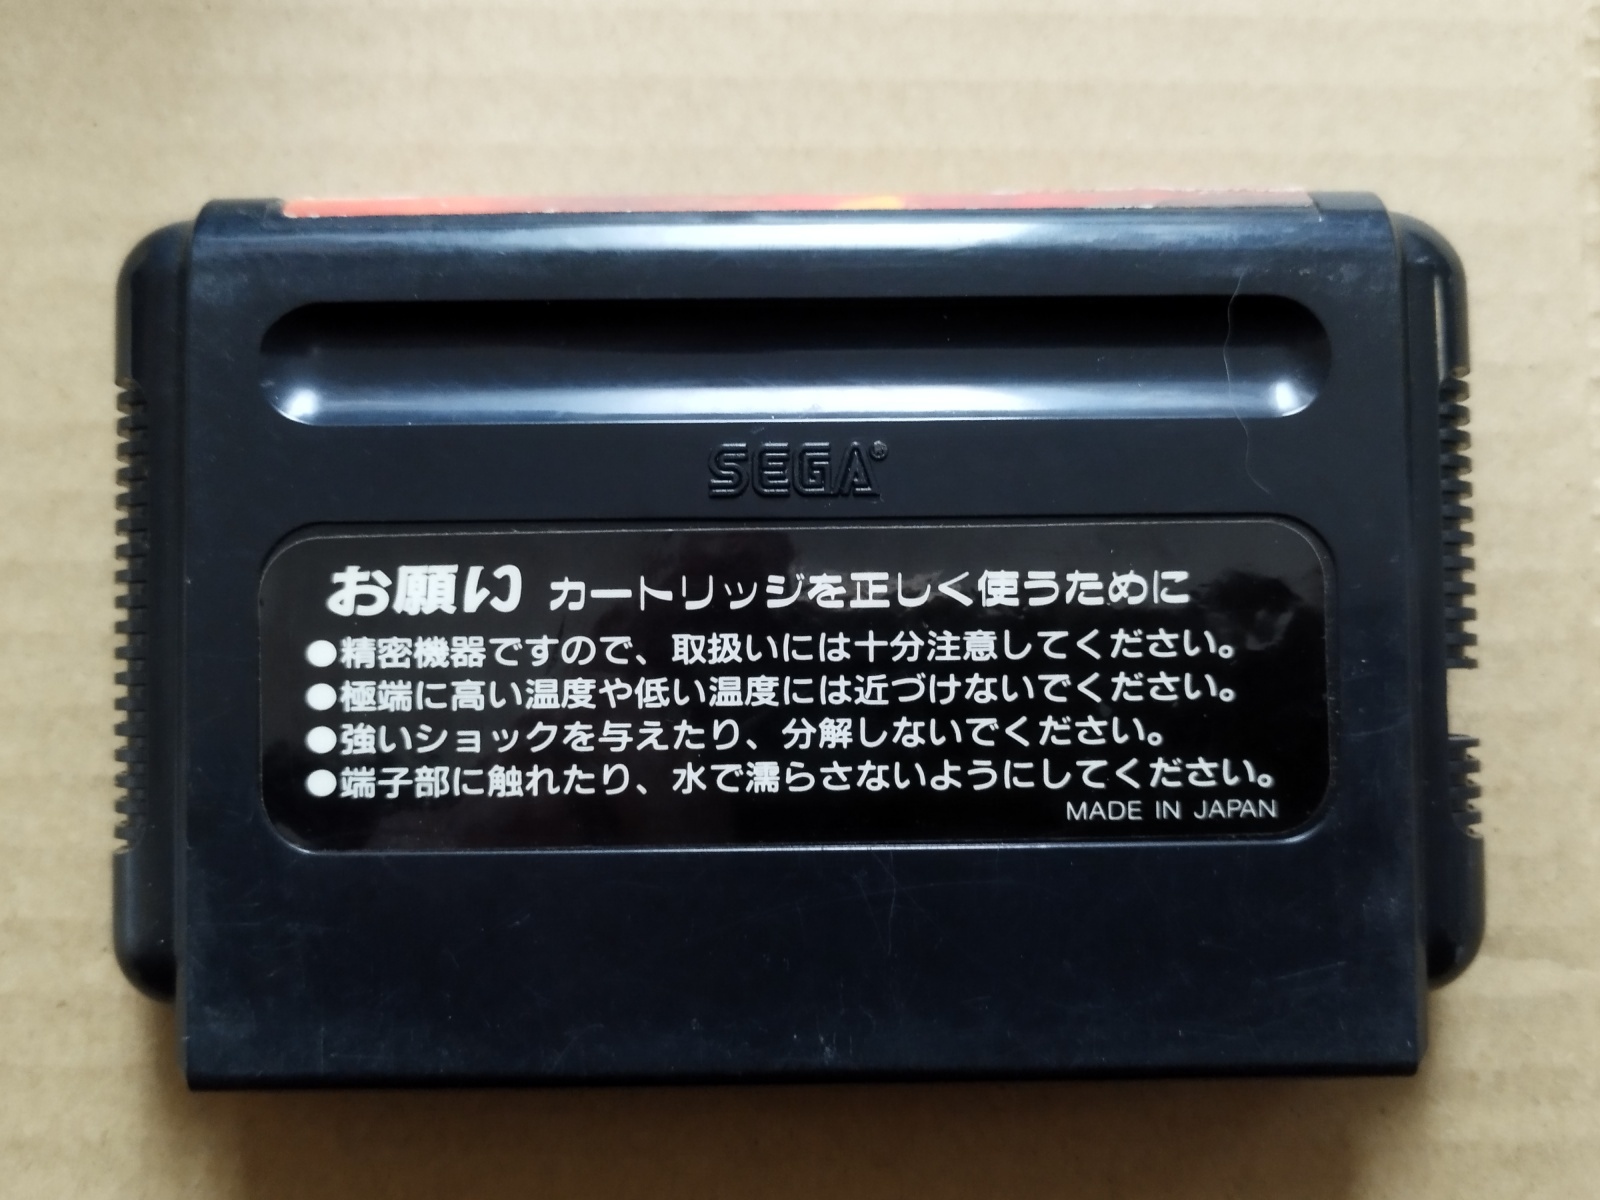 SEGA®
お願い カートリッジを正しく使うために
●精密機器ですので、取扱いには十分注意してください。
●極端に高い温度や低い温度には近づけないでください。
●強いショックを与えたり、分解しないでください。
●端子部に触れたり、水で濡らさないようにしてください。
MADE IN JAPAN